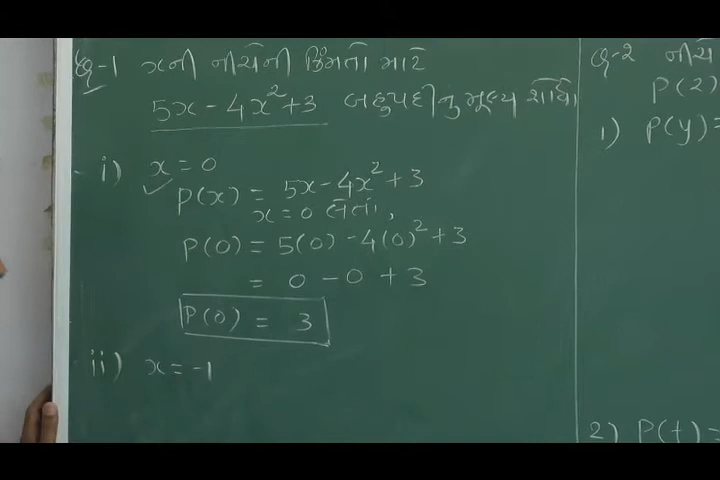 પ્ર-1 xની નીચેની કિંમતો માટે
5x - 4x² + 3 બહુપદીનુ મૂલ્ય શોધો
i) x = 0
P(x) = 5x - 4x² + 3
x = 0 લેતાં,
P(0) = 5(0) - 4(0)² + 3
= 0 - 0 + 3
P(0) = 3
ii) x = -1
પ્ર-2 નીચે
P(2)
1) P(y) =
2) P(t) =